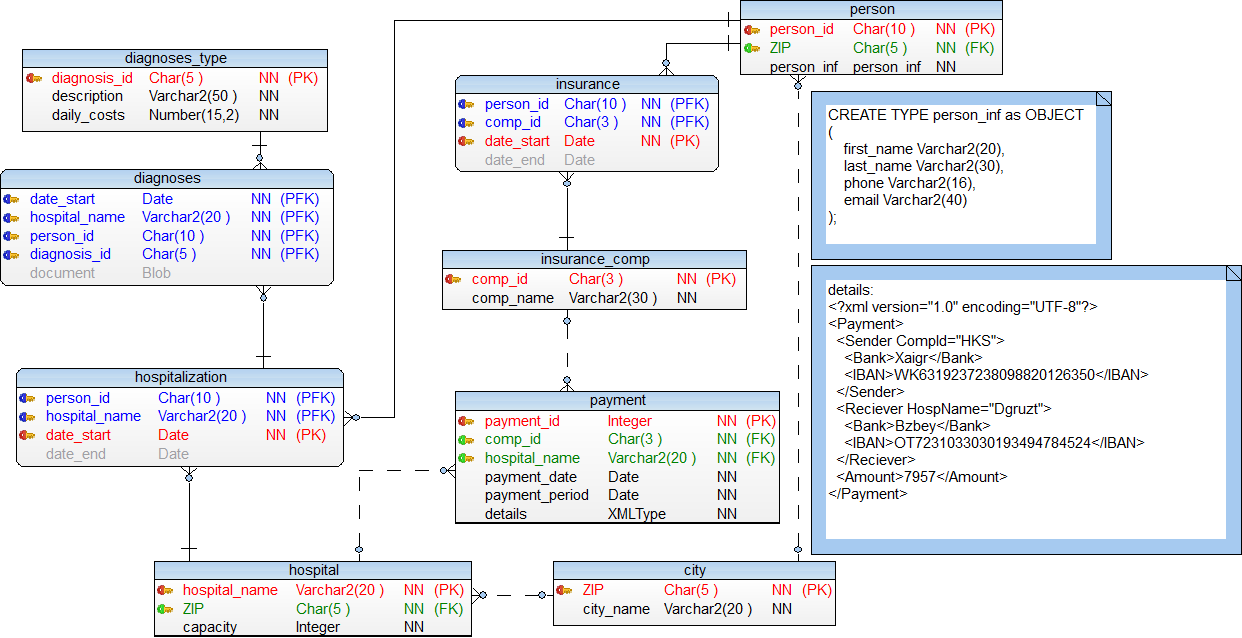 person
person_id Char(10 ) NN (PK)
ZIP Char(5 ) NN (FK)
person_inf person_inf NN
diagnoses_type
diagnosis_id Char(5 ) NN (PK)
description Varchar2(50 ) NN
daily_costs Number(15,2) NN
insurance
person_id Char(10 ) NN (PFK)
comp_id Char(3 ) NN (PFK)
date_start Date NN (PK)
date_end Date
CREATE TYPE person_inf as OBJECT
(
first_name Varchar2(20),
last_name Varchar2(30),
phone Varchar2(16),
email Varchar2(40)
);
diagnoses
date_start Date NN (PFK)
hospital_name Varchar2(20 ) NN (PFK)
person_id Char(10 ) NN (PFK)
diagnosis_id Char(5 ) NN (PFK)
document Blob
insurance_comp
comp_id Char(3 ) NN (PK)
comp_name Varchar2(30 ) NN
details:
<?xml version="1.0" encoding="UTF-8"?>
<Payment>
<Sender CompId="HKS">
<Bank>Xaigr</Bank>
<IBAN>WK6319237238098820126350</IBAN>
</Sender>
<Reciever HospName="Dgruzt">
<Bank>Bzbey</Bank>
<IBAN>OT7231033030193494784524</IBAN>
</Reciever>
<Amount>7957</Amount>
</Payment>
hospitalization
person_id Char(10 ) NN (PFK)
hospital_name Varchar2(20 ) NN (PFK)
date_start Date NN (PK)
date_end Date
payment
payment_id Integer NN (PK)
comp_id Char(3 ) NN (FK)
hospital_name Varchar2(20 ) NN (FK)
payment_date Date NN
payment_period Date NN
details XMLType NN
hospital
hospital_name Varchar2(20 ) NN (PK)
ZIP Char(5 ) NN (FK)
capacity Integer NN
city
ZIP Char(5 ) NN (PK)
city_name Varchar2(20 ) NN